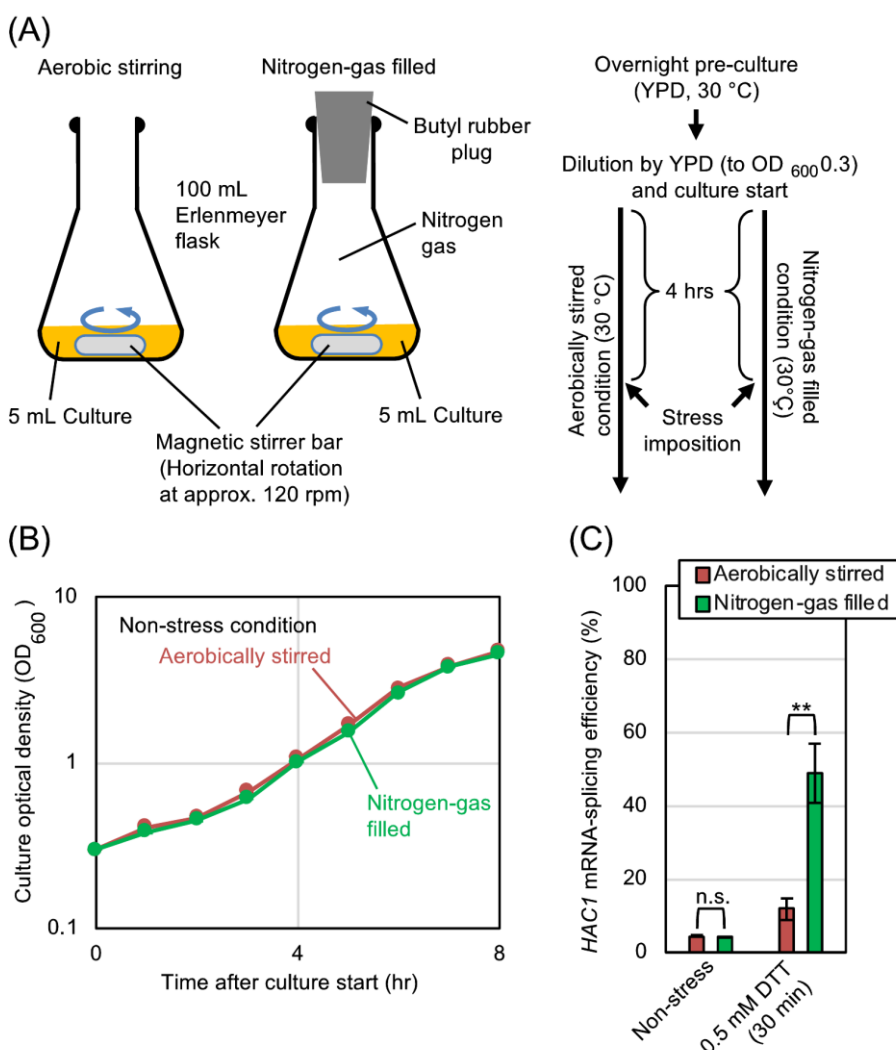 (A)
Aerobic stirring
Nitrogen-gas filled
Butyl rubber
plug
100 mL
Erlenmeyer
flask
Nitrogen
gas
5 mL Culture
5 mL Culture
Magnetic stirrer bar
(Horizontal rotation
at approx. 120 rpm)
Overnight pre-culture
(YPD, 30 °C)
Dilution by YPD (to OD 600 0.3)
and culture start
Aerobically stirred
condition (30 °C)
4 hrs
Nitrogen-gas filled
condition (30°C)
Stress
imposition
(B)
Culture optical density (OD600)
10
1
0.1
Non-stress condition
Aerobically stirred
Nitrogen-gas
filled
0
4
8
Time after culture start (hr)
(C)
Aerobically stirred
Nitrogen-gas filled
HAC1 mRNA-splicing efficiency (%)
100
80
60
40
20
0
n.s.
**
Non-stress
0.5 mM DTT
(30 min)